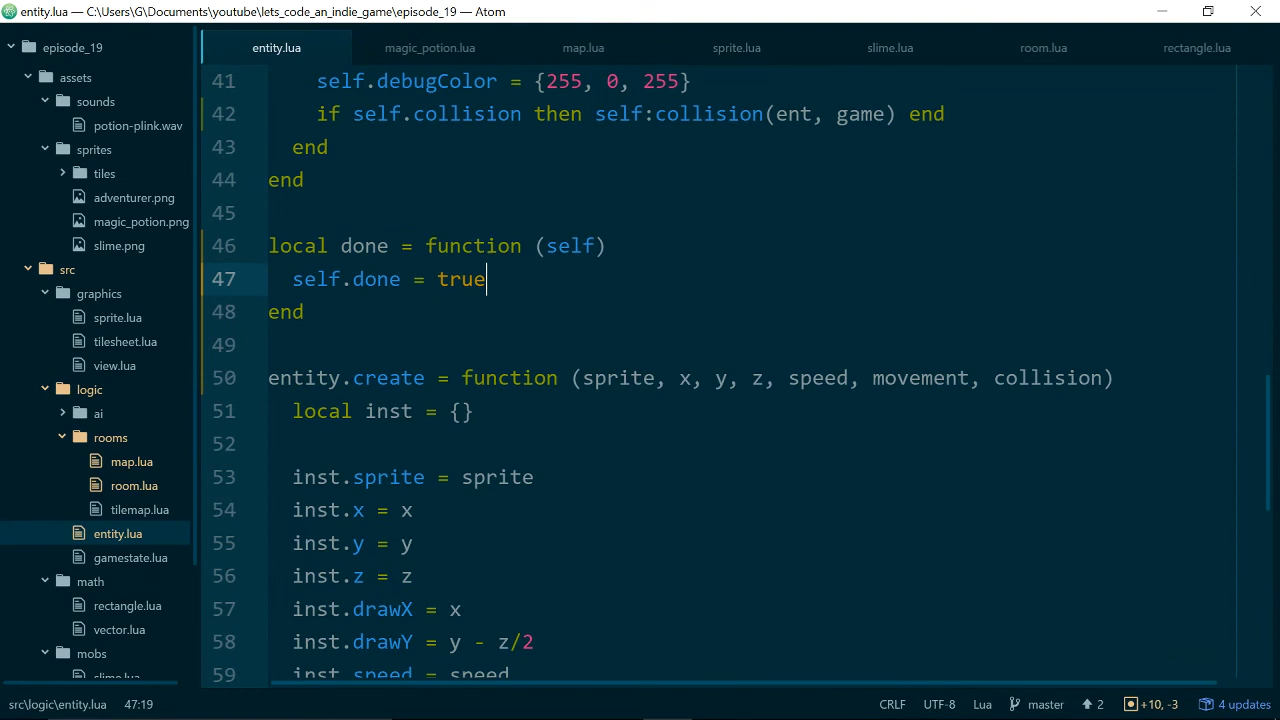 entity.lua — C:\Users\G\Documents\youtube\lets_code_an_indie_game\episode_19 — Atom
episode_19
assets
sounds
potion-plink.wav
sprites
tiles
adventurer.png
magic_potion.png
slime.png
src
graphics
sprite.lua
tilesheet.lua
view.lua
logic
ai
rooms
map.lua
room.lua
tilemap.lua
entity.lua
gamestate.lua
math
rectangle.lua
vector.lua
mobs
slime.lua
entity.lua magic_potion.lua map.lua sprite.lua slime.lua room.lua rectangle.lua
41 self.debugColor = {255, 0, 255}
42 if self.collision then self:collision(ent, game) end
43 end
44 end
45
46 local done = function (self)
47 self.done = true
48 end
49
50 entity.create = function (sprite, x, y, z, speed, movement, collision)
51 local inst = {}
52
53 inst.sprite = sprite
54 inst.x = x
55 inst.y = y
56 inst.z = z
57 inst.drawX = x
58 inst.drawY = y - z/2
59 inst.speed = speed
src\logic\entity.lua 47:19 CRLF UTF-8 Lua master 2 +10, -3 4 updates